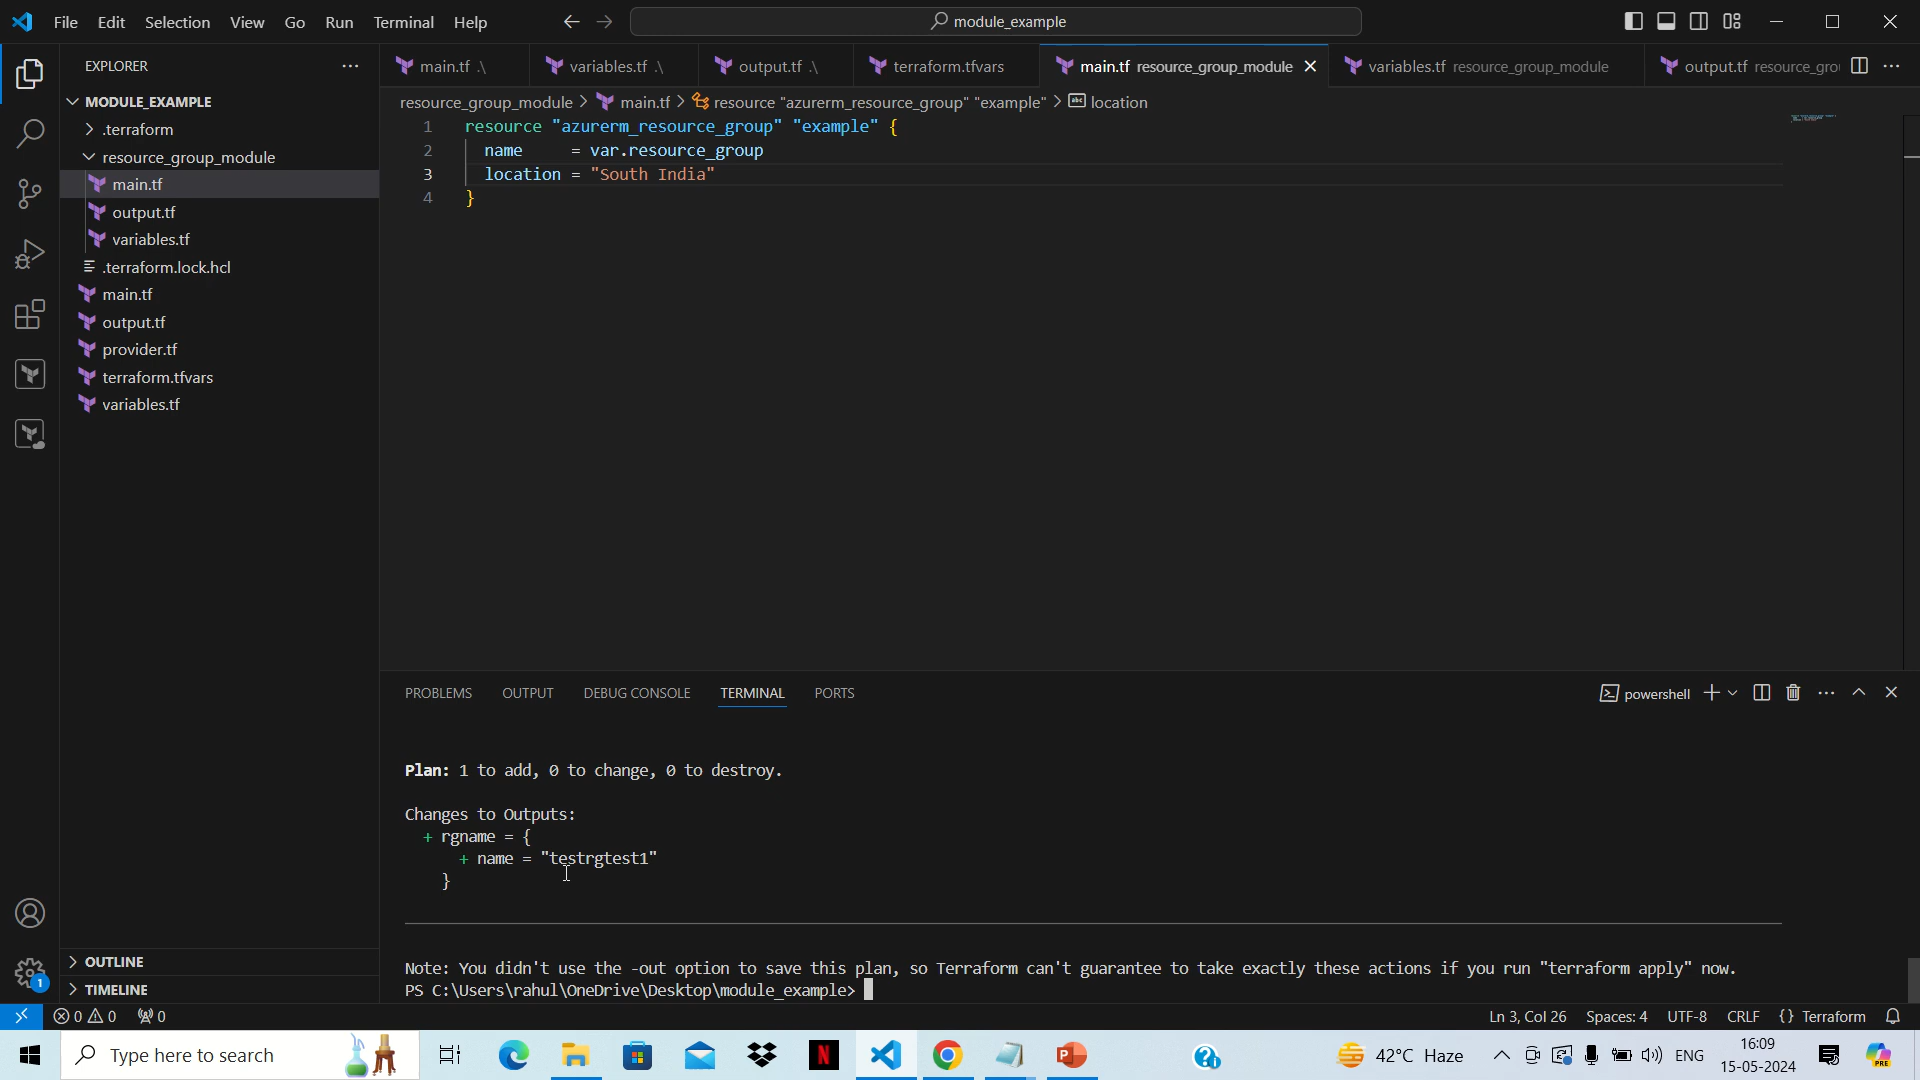 File Edit Selection View Go Run Terminal Help
module_example
EXPLORER
MODULE_EXAMPLE
.terraform
resource_group_module
main.tf
output.tf
variables.tf
.terraform.lock.hcl
main.tf
output.tf
provider.tf
terraform.tfvars
variables.tf
OUTLINE
TIMELINE
main.tf .\ variables.tf .\ output.tf .\ terraform.tfvars main.tf resource_group_module variables.tf resource_group_module output.tf resource_gro
resource_group_module > main.tf > resource "azurerm_resource_group" "example" > location
1 resource "azurerm_resource_group" "example" {
2 name = var.resource_group
3 location = "South India"
4 }
PROBLEMS OUTPUT DEBUG CONSOLE TERMINAL PORTS
powershell
Plan: 1 to add, 0 to change, 0 to destroy.
Changes to Outputs:
+ rgname = {
+ name = "testrgtest1"
}
Note: You didn't use the -out option to save this plan, so Terraform can't guarantee to take exactly these actions if you run "terraform apply" now.
PS C:\Users\rahul\OneDrive\Desktop\module_example>
1
0 0 0
Ln 3, Col 26 Spaces: 4 UTF-8 CRLF {} Terraform
Type here to search
42°C Haze
ENG
16:09
15-05-2024
PRE